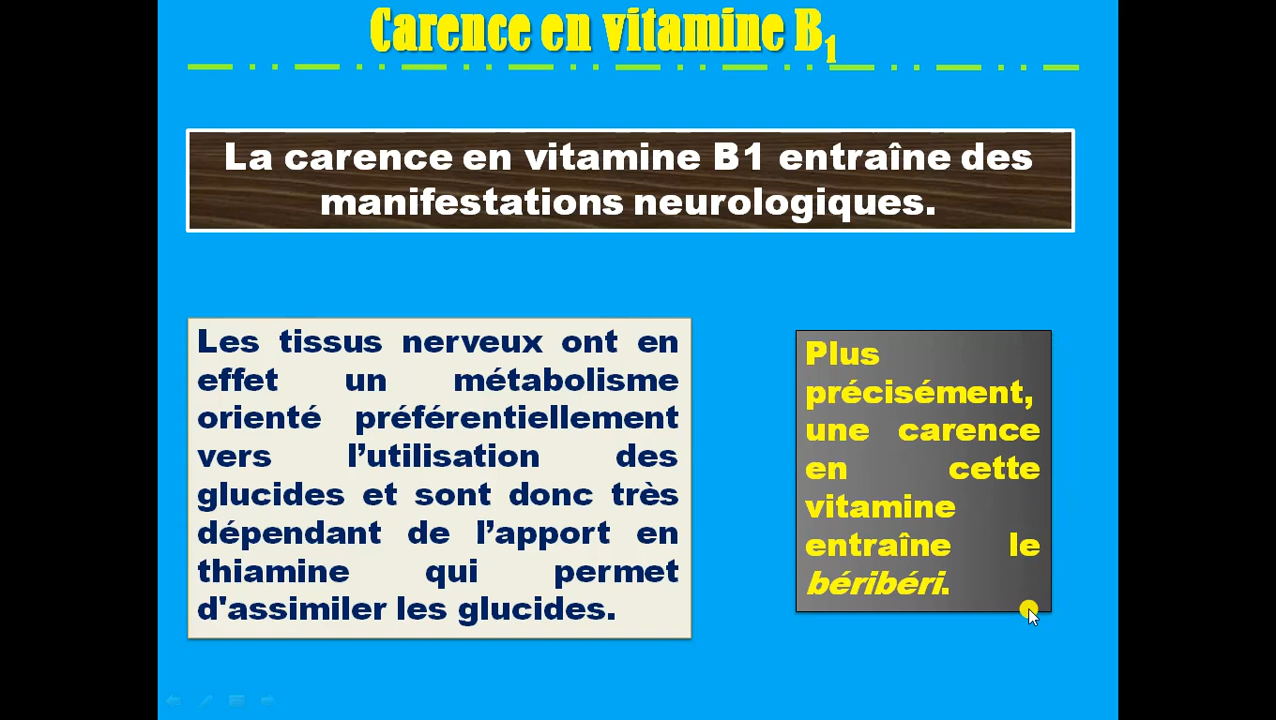 Carence en vitamine B1
La carence en vitamine B1 entraîne des
manifestations neurologiques.
Les tissus nerveux ont en
effet un métabolisme
orienté préférentiellement
vers l’utilisation des
glucides et sont donc très
dépendant de l’apport en
thiamine qui permet
d'assimiler les glucides.
Plus
précisément,
une carence
en cette
vitamine
entraîne le
béribéri.